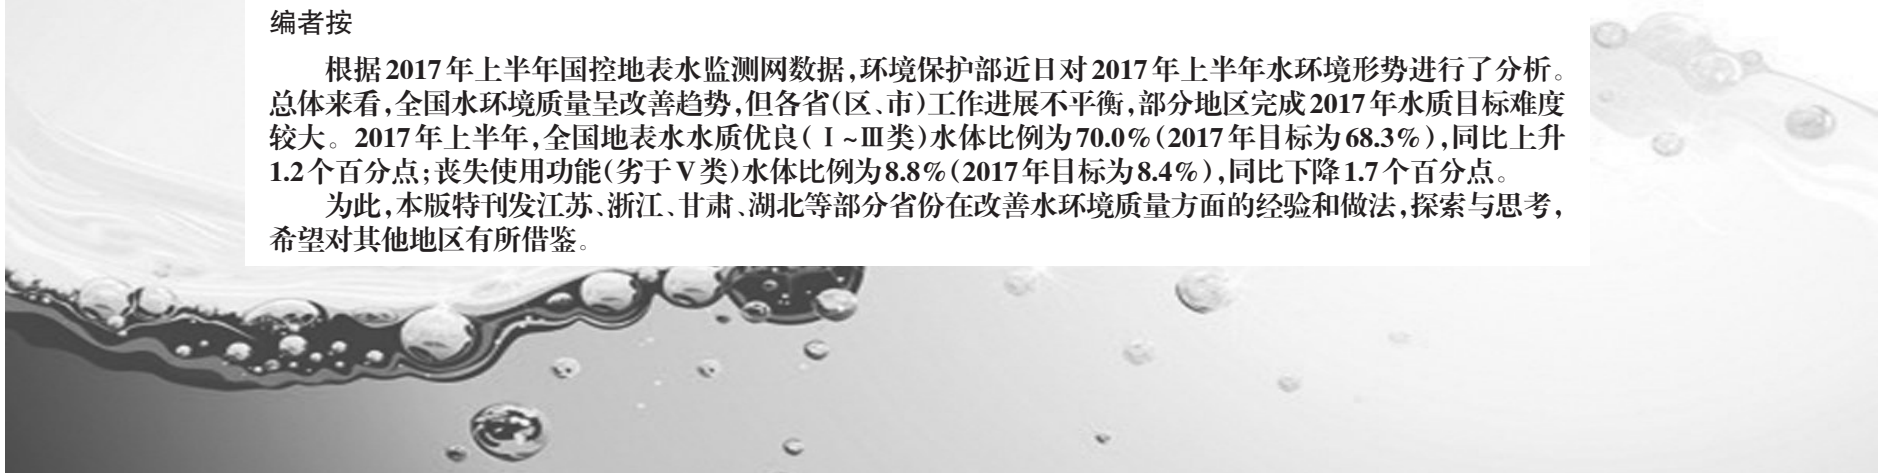 编者按
根据2017年上半年国控地表水监测网数据,环境保护部近日对2017年上半年水环境形势进行了分析。
总体来看,全国水环境质量呈改善趋势,但各省(区、市)工作进展不平衡,部分地区完成2017年水质目标难度
较大。2017年上半年,全国地表水水质优良(Ⅰ~Ⅲ类)水体比例为70.0%(2017年目标为68.3%),同比上升
1.2个百分点;丧失使用功能(劣于Ⅴ类)水体比例为8.8%(2017年目标为8.4%),同比下降1.7个百分点。
为此,本版特刊发江苏、浙江、甘肃、湖北等部分省份在改善水环境质量方面的经验和做法,探索与思考,
希望对其他地区有所借鉴。